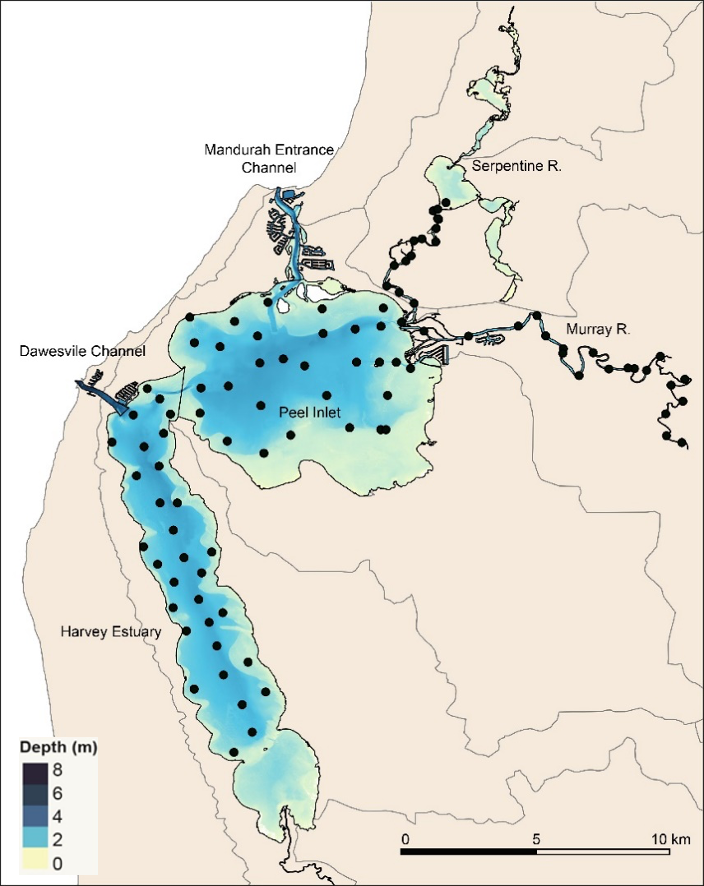 Mandurah Entrance
Channel
Serpentine R.
Murray R.
Dawesvile Channel
Peel Inlet
Harvey Estuary
Depth (m)
8
6
4
2
0
0 5 10 km